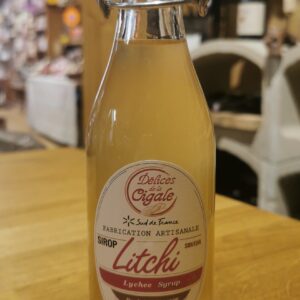 Délices
de la
Cigale
Sud de France
FABRICATION ARTISANALE
SIROP
Litchi
Lychee Syrup